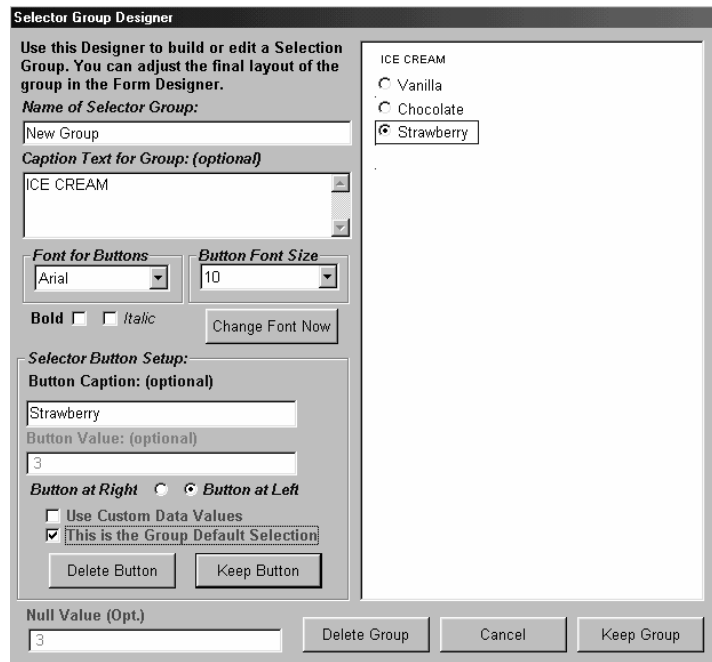 Selector Group Designer
Use this Designer to build or edit a Selection
Group. You can adjust the final layout of the
group in the Form Designer.
Name of Selector Group:
New Group
Caption Text for Group: (optional)
ICE CREAM
Font for Buttons
Arial
Button Font Size
10
Bold
Italic
Change Font Now
Selector Button Setup:
Button Caption: (optional)
Strawberry
Button Value: (optional)
3
Button at Right
Button at Left
Use Custom Data Values
This is the Group Default Selection
Delete Button
Keep Button
Null Value (Opt.)
3
ICE CREAM
Vanilla
Chocolate
Strawberry
Delete Group
Cancel
Keep Group